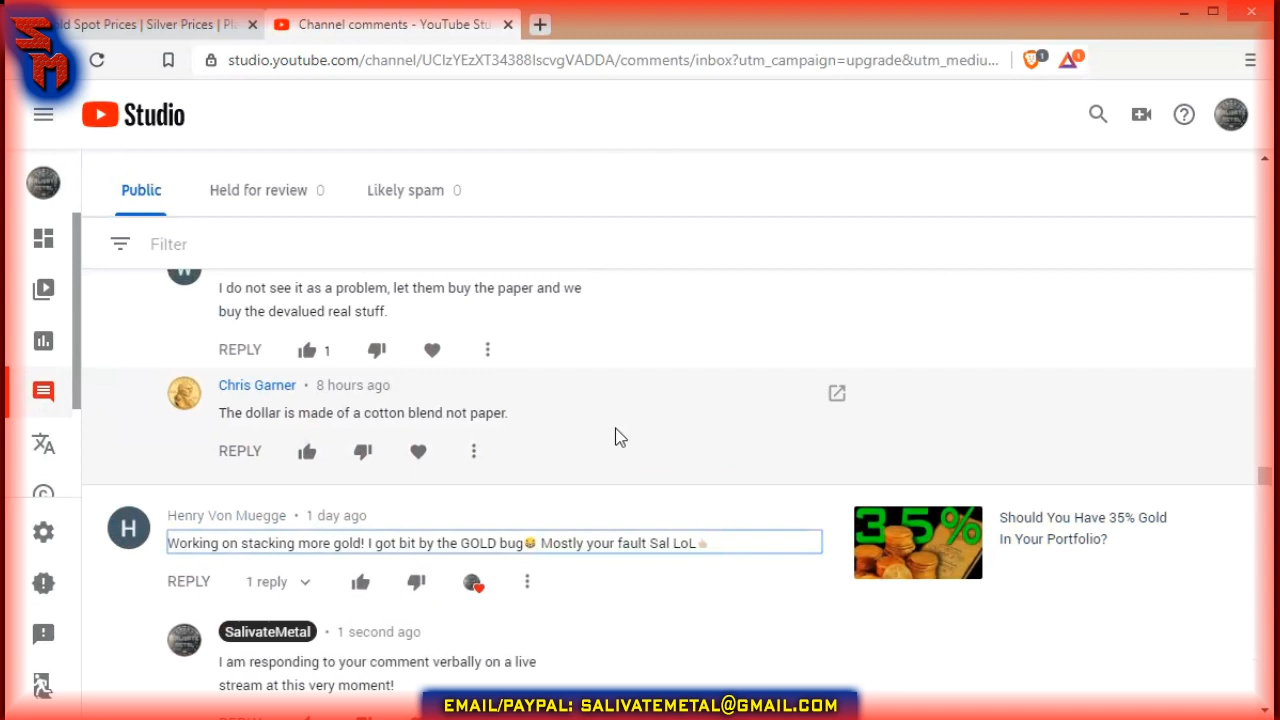 SM
ld Spot Prices | Silver Prices | Pla
Channel comments - YouTube Stu
studio.youtube.com/channel/UCIzYEzXT34388IscvgVADDA/comments/inbox?utm_campaign=upgrade&utm_mediu...
1
1
Studio
Public
Held for review 0
Likely spam 0
Filter
W
I do not see it as a problem, let them buy the paper and we
buy the devalued real stuff.
REPLY 1
Chris Garner • 8 hours ago
The dollar is made of a cotton blend not paper.
REPLY
H
Henry Von Muegge • 1 day ago
Working on stacking more gold! I got bit by the GOLD bug😂 Mostly your fault Sal LoL👆🏻
REPLY 1 reply
35%
Should You Have 35% Gold
In Your Portfolio?
SalivateMetal • 1 second ago
I am responding to your comment verbally on a live
stream at this very moment!
EMAIL/PAYPAL: SALIVATEMETAL@GMAIL.COM